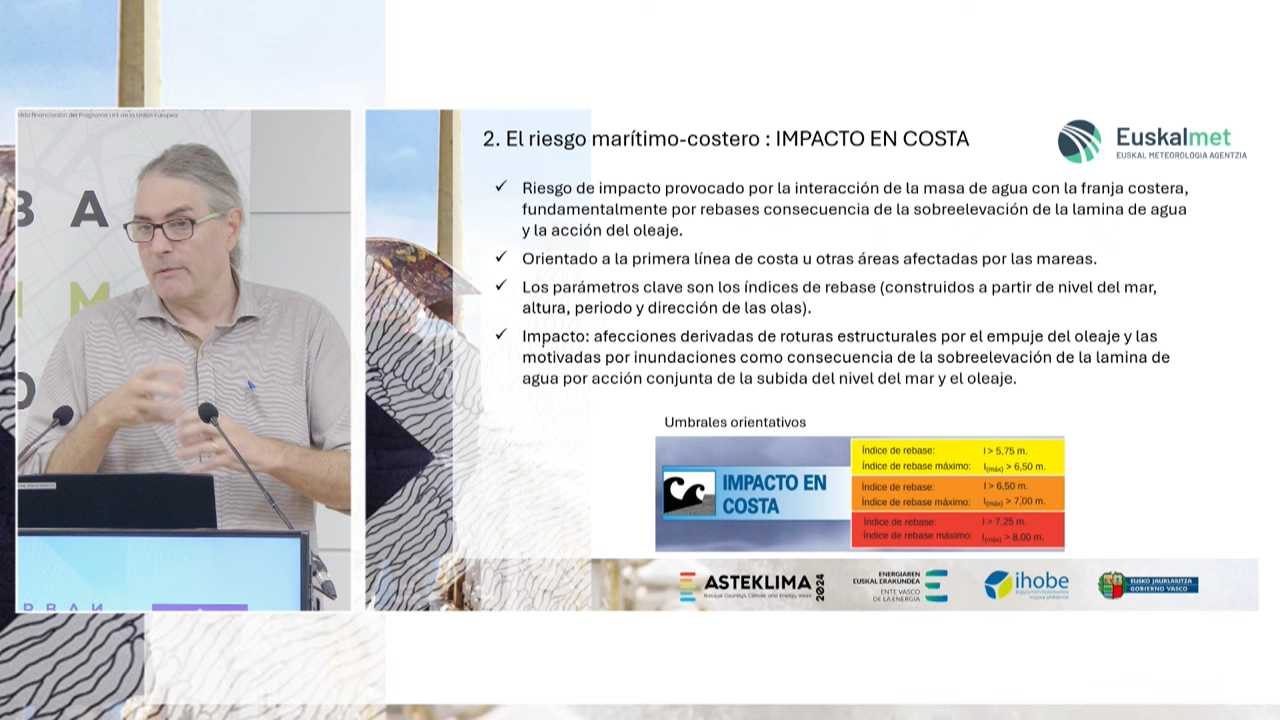 B A
I M
O
2. El riesgo marítimo-costero : IMPACTO EN COSTA
Euskalmet
EUSKAL METEOROLOGIA AGENTZIA
✓ Riesgo de impacto provocado por la interacción de la masa de agua con la franja costera,
fundamentalmente por rebases consecuencia de la sobreelevación de la lamina de agua
y la acción del oleaje.
✓ Orientado a la primera línea de costa u otras áreas afectadas por las mareas.
✓ Los parámetros clave son los índices de rebase (construidos a partir de nivel del mar,
altura, periodo y dirección de las olas).
✓ Impacto: afecciones derivadas de roturas estructurales por el empuje del oleaje y las
motivadas por inundaciones como consecuencia de la sobreelevación de la lamina de
agua por acción conjunta de la subida del nivel del mar y el oleaje.
Umbrales orientativos
IMPACTO EN
COSTA
Índice de rebase: I > 5,75 m.
Índice de rebase máximo: I(máx) > 6,50 m.
Índice de rebase: I > 6,50 m.
Índice de rebase máximo: I(máx) > 7,00 m.
Índice de rebase: I > 7,25 m.
Índice de rebase máximo: I(máx) > 8,00 m.
ASTEKLIMA 2024
Basque Country's Climate and Energy Week
ENERGIAREN
EUSKAL ERAKUNDEA
ENTE VASCO
DE LA ENERGÍA
ihobe
EUSKO JAURLARITZA
GOBIERNO VASCO